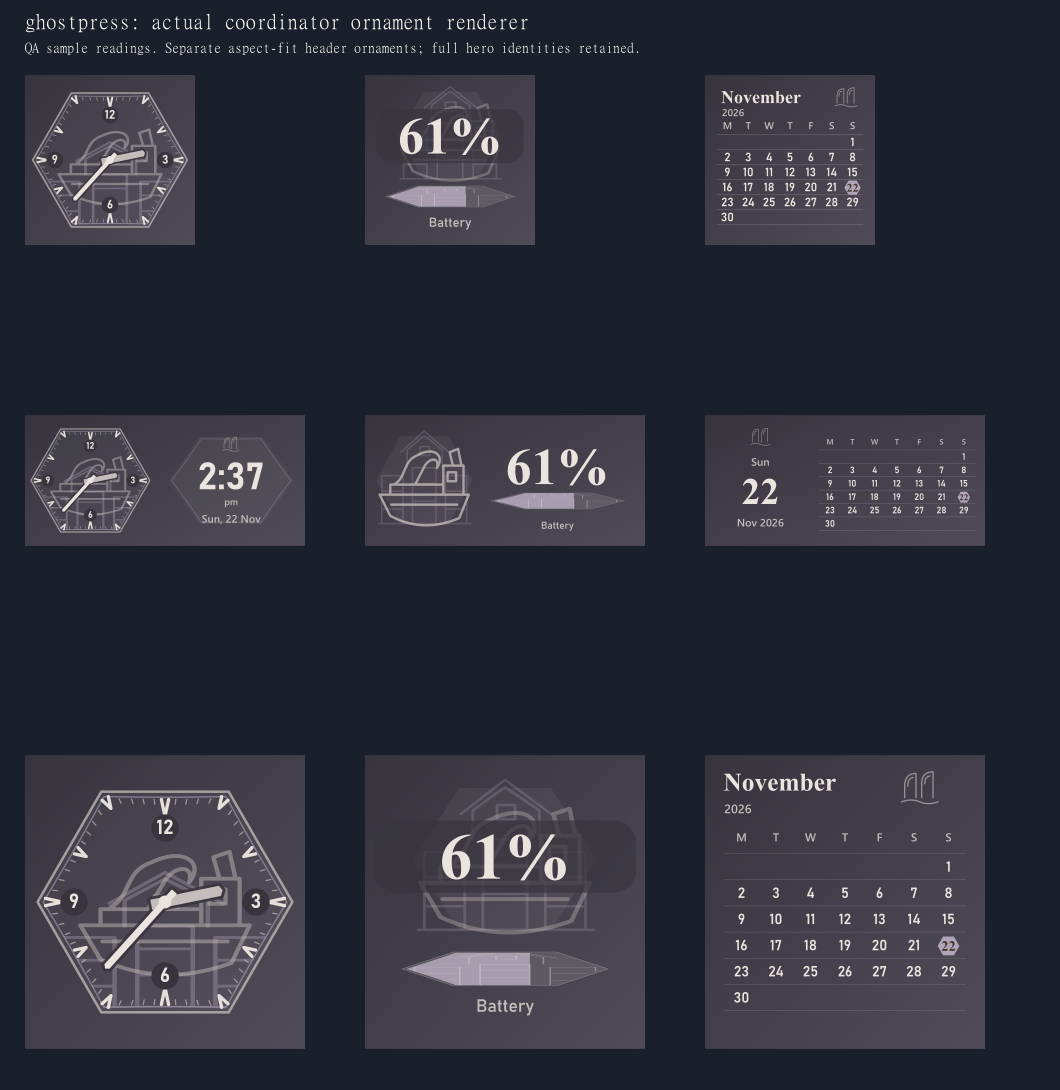 ghostpress: actual coordinator ornament renderer
QA sample readings. Separate aspect-fit header ornaments; full hero identities retained.
12
9
3
6
61%
Battery
November
2026
M T W T F S S
1
2 3 4 5 6 7 8
9 10 11 12 13 14 15
16 17 18 19 20 21 22
23 24 25 26 27 28 29
30
12
9
3
6
2:37
pm
Sun, 22 Nov
61%
Battery
Sun
22
Nov 2026
M T W T F S S
1
2 3 4 5 6 7 8
9 10 11 12 13 14 15
16 17 18 19 20 21 22
23 24 25 26 27 28 29
30
12
9
3
6
61%
Battery
November
2026
M T W T F S S
1
2 3 4 5 6 7 8
9 10 11 12 13 14 15
16 17 18 19 20 21 22
23 24 25 26 27 28 29
30